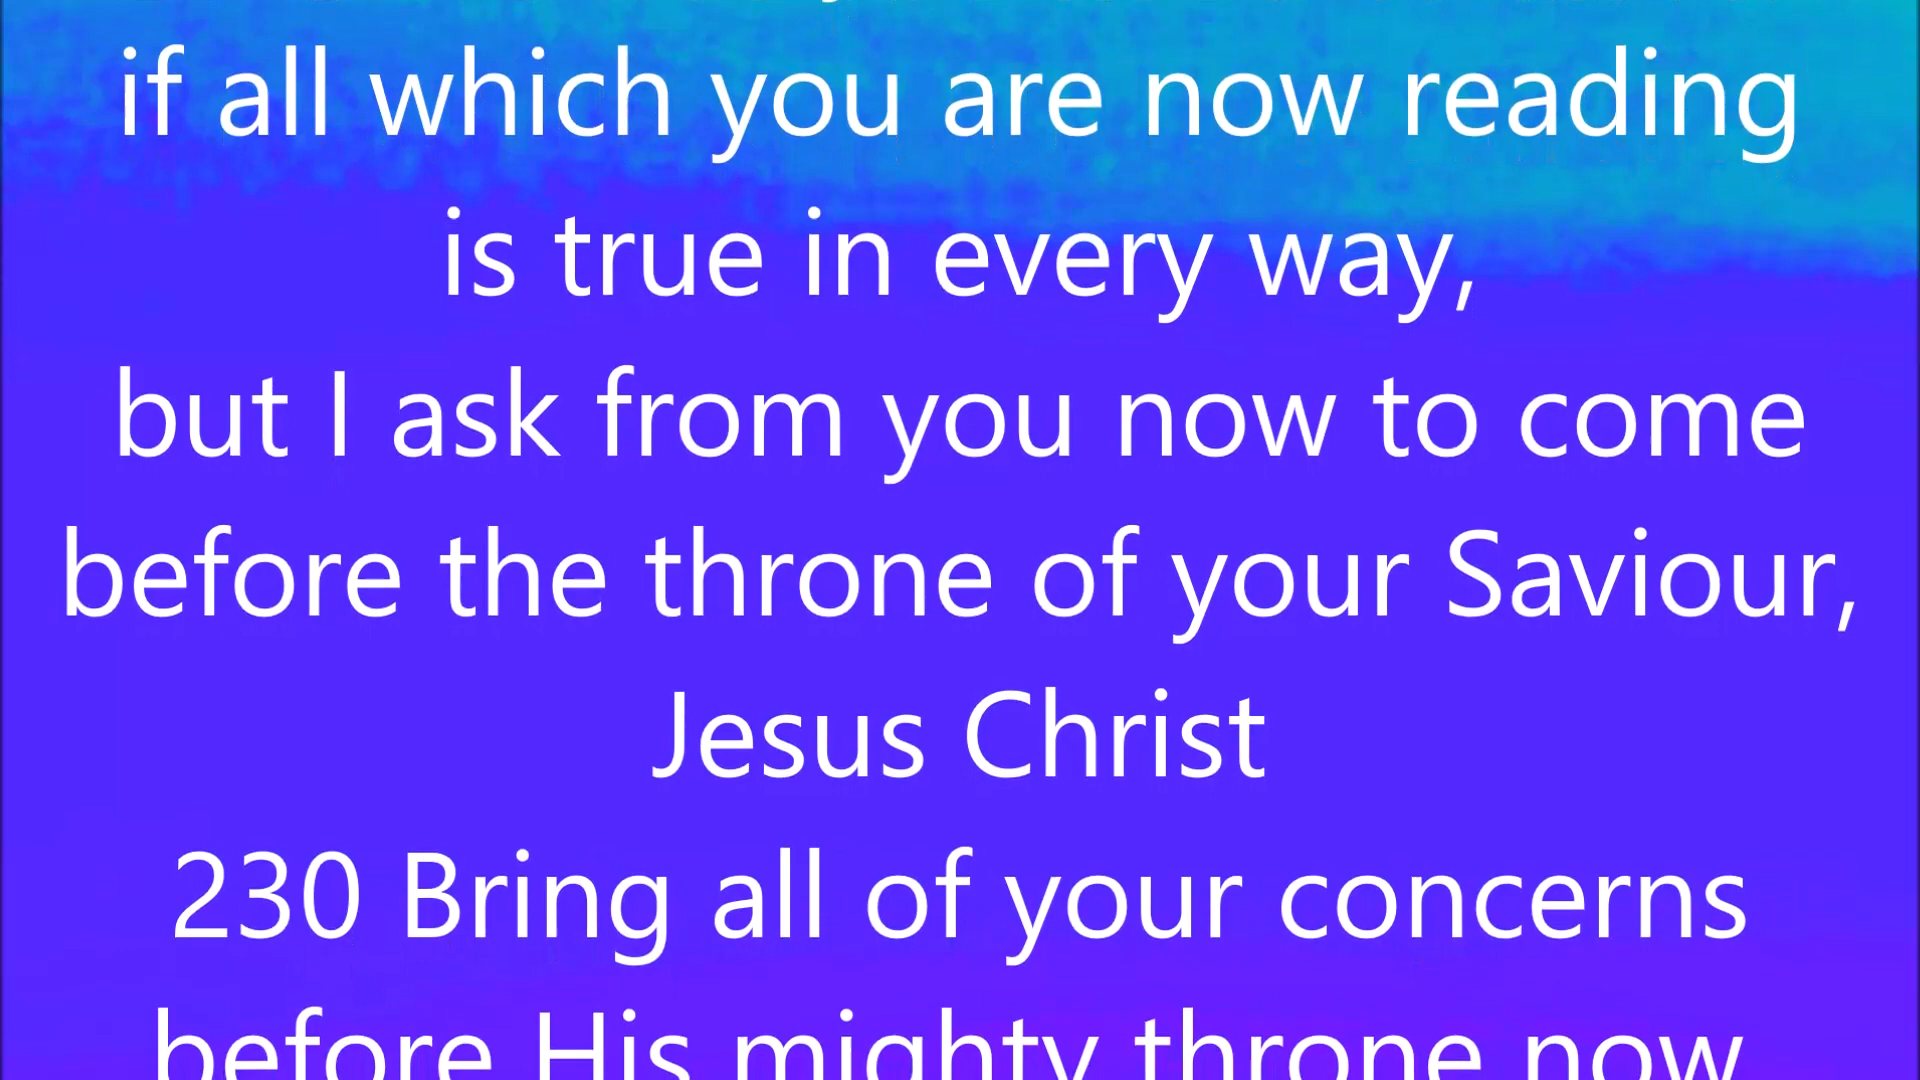 if all which you are now reading
is true in every way,
but I ask from you now to come
before the throne of your Saviour,
Jesus Christ
230 Bring all of your concerns
before His mighty throne now